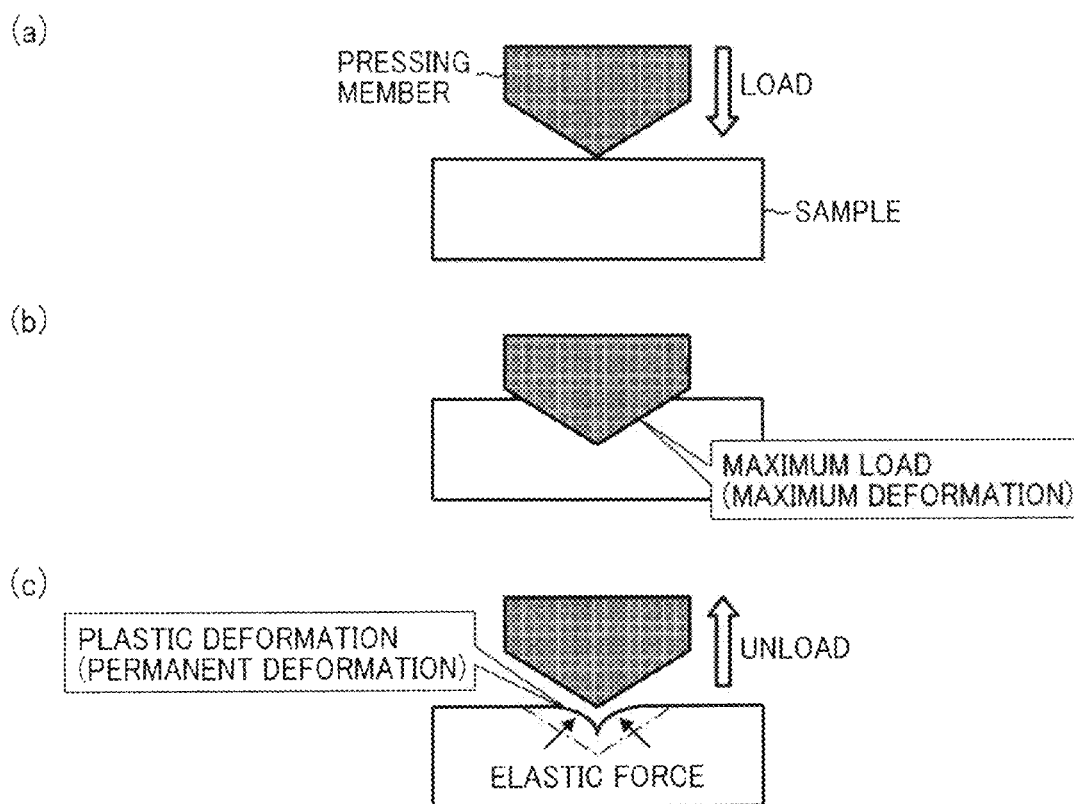 (a)
PRESSING
MEMBER
LOAD
SAMPLE
(b)
MAXIMUM LOAD
(MAXIMUM DEFORMATION)
(c)
PLASTIC DEFORMATION
(PERMANENT DEFORMATION)
UNLOAD
ELASTIC FORCE